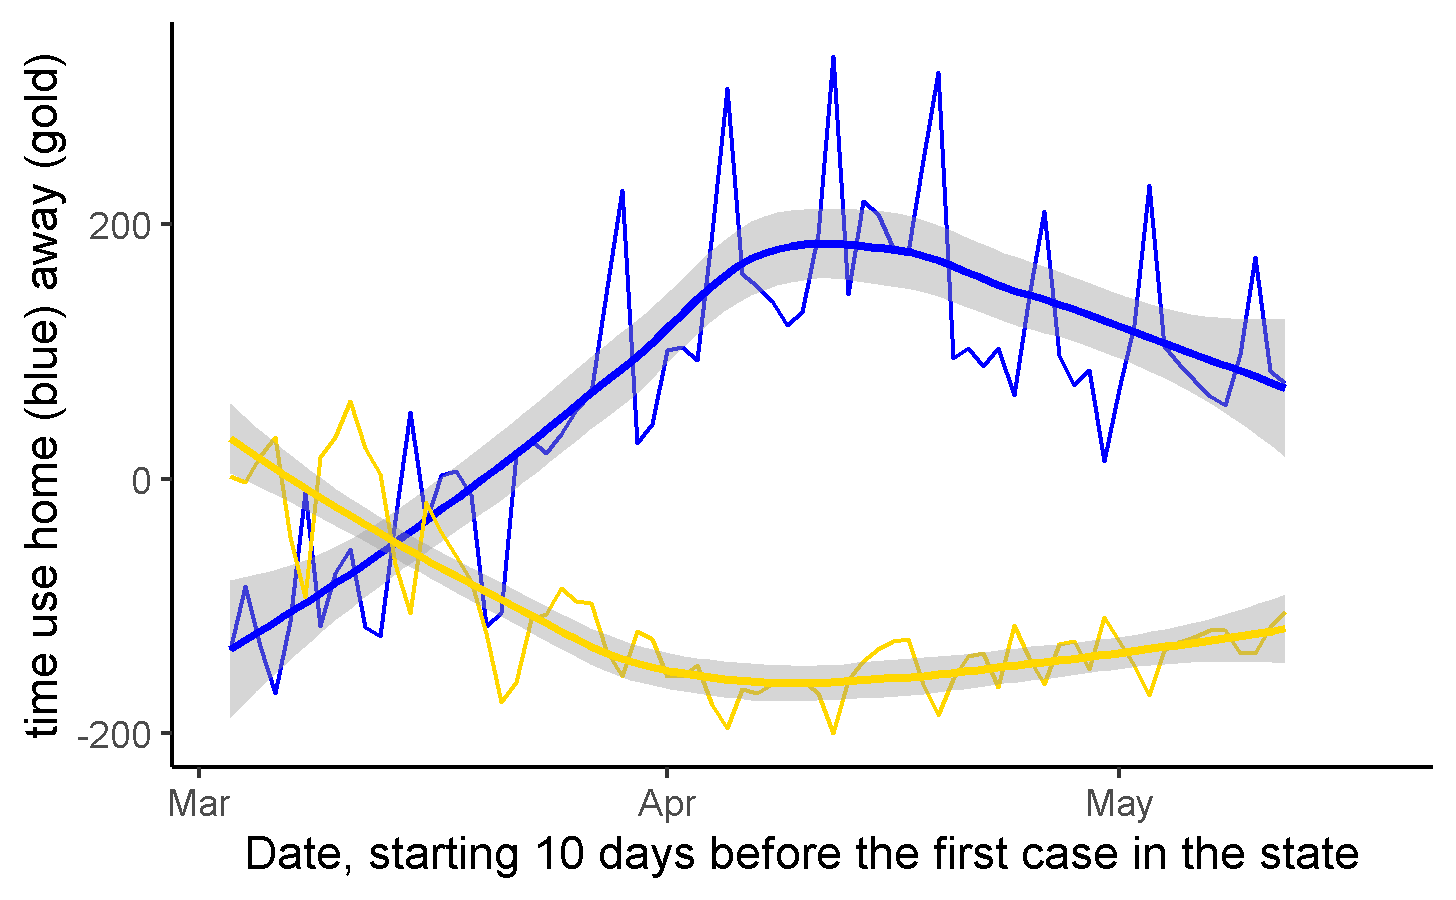 time use home (blue) away (gold)
200
0
-200
Mar
Apr
May
Date, starting 10 days before the first case in the state